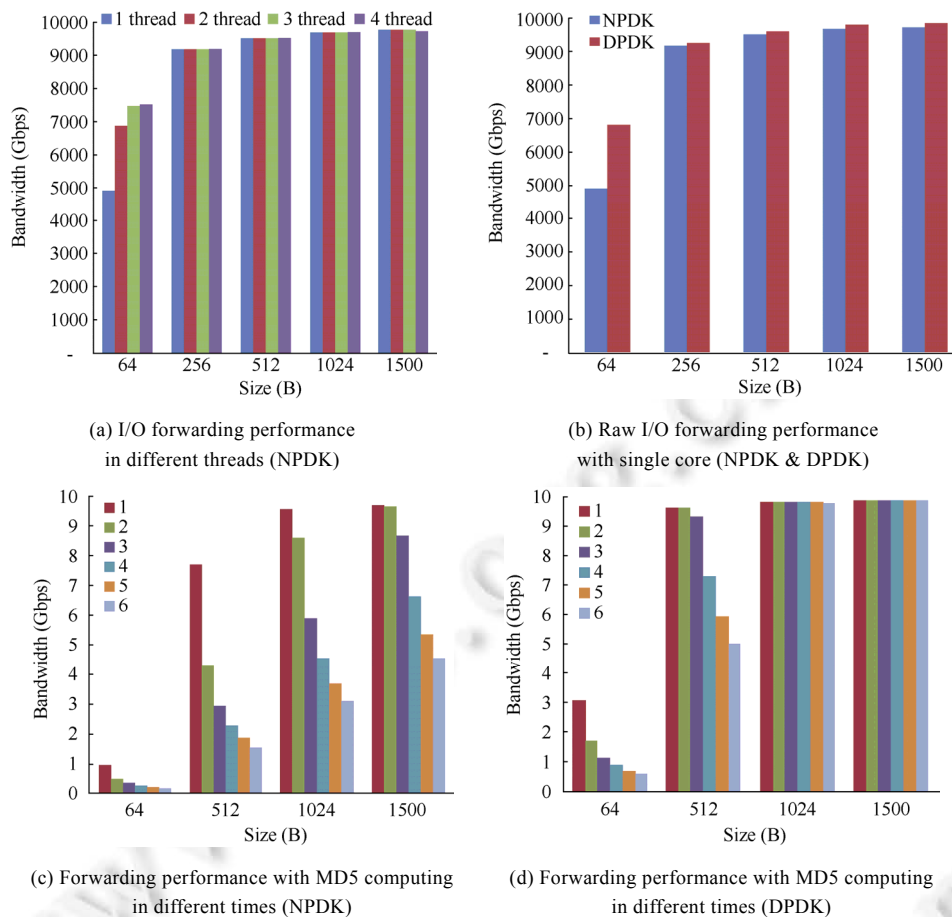 1 thread 2 thread 3 thread 4 thread
Bandwidth (Gbps)
10000
9000
8000
7000
6000
5000
4000
3000
2000
1000
-
64 256 512 1024 1500
Size (B)
(a) I/O forwarding performance
in different threads (NPDK)
NPDK
DPDK
Bandwidth (Gbps)
10000
9000
8000
7000
6000
5000
4000
3000
2000
1000
-
64 256 512 1024 1500
Size (B)
(b) Raw I/O forwarding performance
with single core (NPDK & DPDK)
1
2
3
4
5
6
Bandwidth (Gbps)
10
9
8
7
6
5
4
3
2
1
0
64 512 1024 1500
Size (B)
(c) Forwarding performance with MD5 computing
in different times (NPDK)
1
2
3
4
5
6
Bandwidth (Gbps)
10
9
8
7
6
5
4
3
2
1
0
64 512 1024 1500
Size (B)
(d) Forwarding performance with MD5 computing
in different times (DPDK)